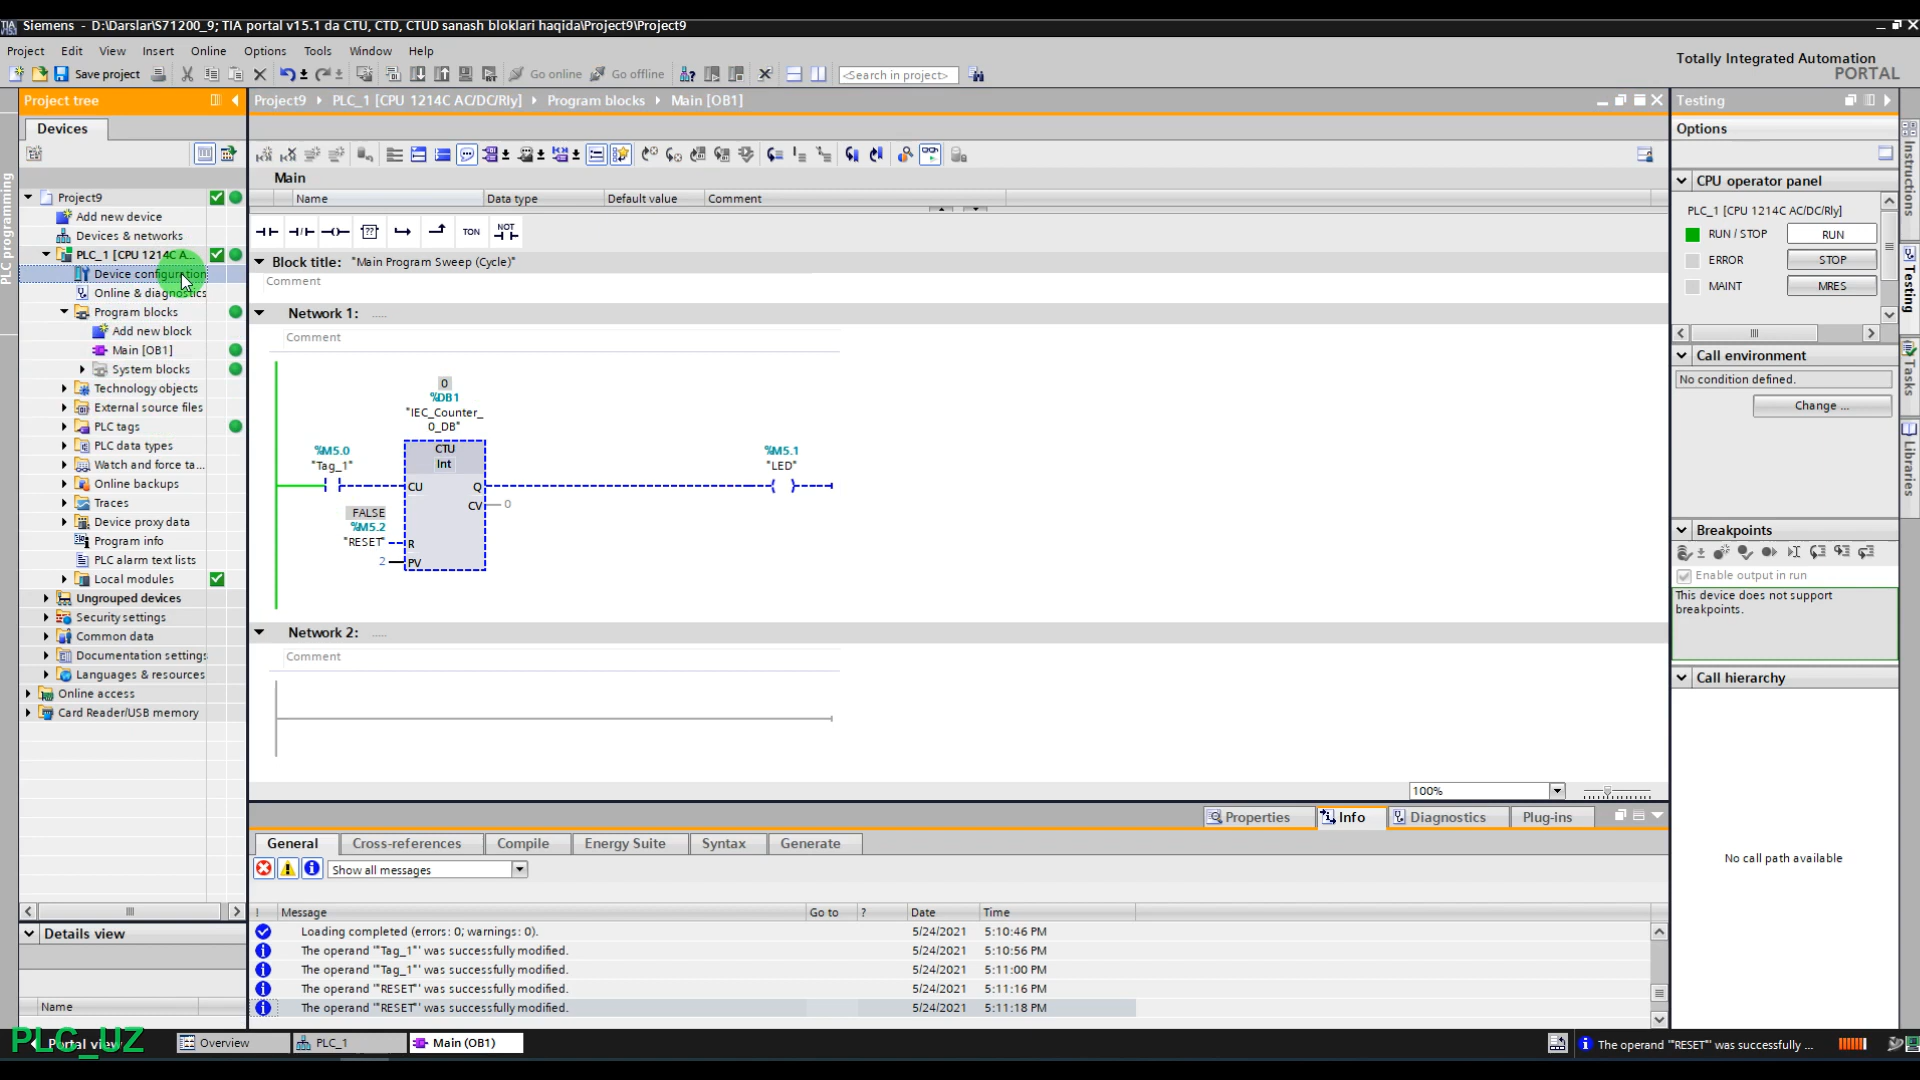 Siemens - D:\Darslar\S71200_9; TIA portal v15.1 da CTU, CTD, CTUD sanash bloklari haqida\Project9\Project9
Project Edit View Insert Online Options Tools Window Help
Totally Integrated Automation
PORTAL
Save project
Go online
Go offline
<Search in project>
Project tree
Project9 PLC_1 [CPU 1214C AC/DC/Rly] Program blocks Main [OB1]
Testing
Devices
Options
PLC programming
Main
Name Data type Default value Comment
Project9
Add new device
Devices & networks
PLC_1 [CPU 1214C A...
Device configuration
Online & diagnostics
Program blocks
Add new block
Main [OB1]
System blocks
Technology objects
External source files
PLC tags
PLC data types
Watch and force ta...
Online backups
Traces
Device proxy data
Program info
PLC alarm text lists
Local modules
Ungrouped devices
Security settings
Common data
Documentation settings
Languages & resources
Online access
Card Reader/USB memory
Details view
Name
??
TON
NOT
Block title: "Main Program Sweep (Cycle)"
Comment
Network 1: .....
Comment
0
%DB1
"IEC_Counter_
0_DB"
%M5.0
"Tag_1"
CTU
Int
%M5.1
"LED"
CU Q
CV 0
FALSE
%M5.2
"RESET" R
2 PV
Network 2: .....
Comment
100%
CPU operator panel
PLC_1 [CPU 1214C AC/DC/Rly]
RUN / STOP RUN
ERROR STOP
MAINT MRES
Call environment
No condition defined.
Change ...
Breakpoints
Enable output in run
This device does not support
breakpoints.
Call hierarchy
No call path available
Instructions
Testing
Tasks
Libraries
Properties Info Diagnostics Plug-ins
General Cross-references Compile Energy Suite Syntax Generate
Show all messages
! Message Go to ? Date Time
Loading completed (errors: 0; warnings: 0). 5/24/2021 5:10:46 PM
The operand '"Tag_1"' was successfully modified. 5/24/2021 5:10:56 PM
The operand '"Tag_1"' was successfully modified. 5/24/2021 5:11:00 PM
The operand '"RESET"' was successfully modified. 5/24/2021 5:11:16 PM
The operand '"RESET"' was successfully modified. 5/24/2021 5:11:18 PM
PLC_UZ
Portal view
Overview
PLC_1
Main (OB1)
The operand '"RESET"' was successfully ...